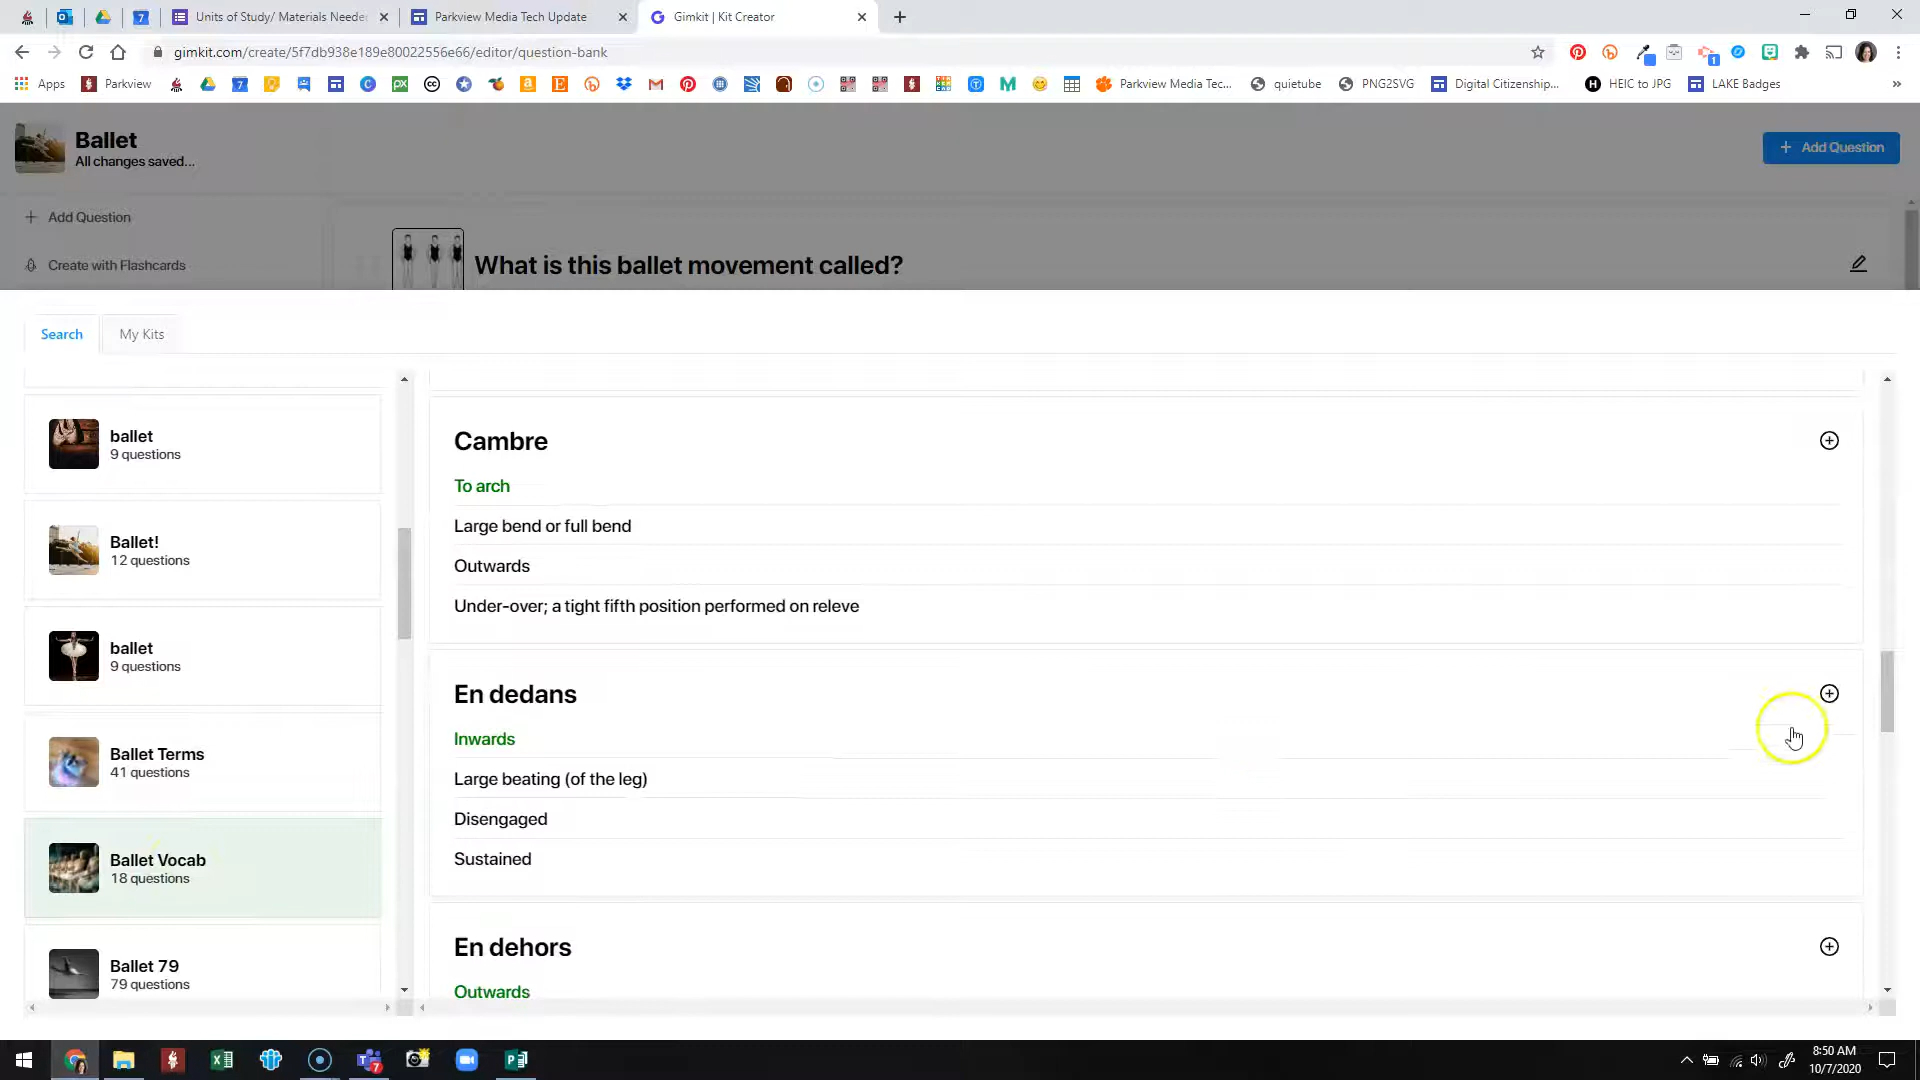 Units of Study/ Materials Neede
Parkview Media Tech Update
Gimkit | Kit Creator
gimkit.com/create/5f7db938e189e80022556e66/editor/question-bank
Apps
Parkview
Parkview Media Tec...
quietube
PNG2SVG
Digital Citizenship...
HEIC to JPG
LAKE Badges
Ballet
All changes saved...
Add Question
Add Question
Create with Flashcards
What is this ballet movement called?
Search
My Kits
ballet
9 questions
Ballet!
12 questions
ballet
9 questions
Ballet Terms
41 questions
Ballet Vocab
18 questions
Ballet 79
79 questions
Cambre
To arch
Large bend or full bend
Outwards
Under-over; a tight fifth position performed on releve
En dedans
Inwards
Large beating (of the leg)
Disengaged
Sustained
En dehors
Outwards
8:50 AM
10/7/2020